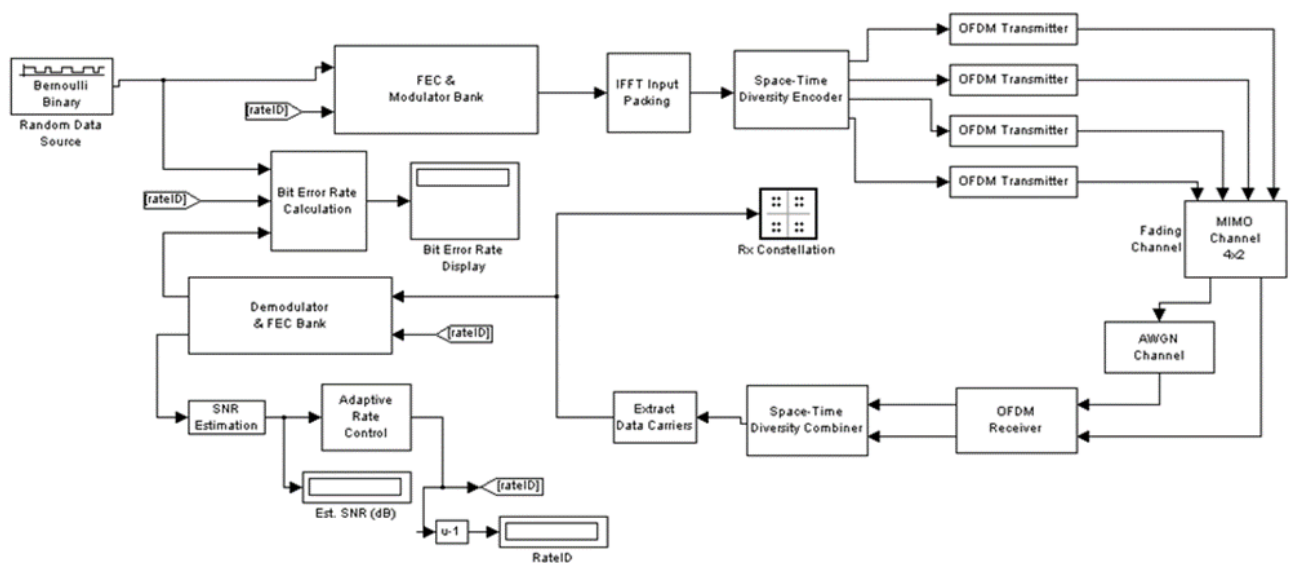 Bernoulli
Binary
Random Data
Source
[rateID]
FEC &
Modulator Bank
IFFT Input
Packing
Space-Time
Diversity Encoder
OFDM Transmitter
OFDM Transmitter
OFDM Transmitter
OFDM Transmitter
[rateID]
Bit Error Rate
Calculation
Bit Error Rate
Display
Rx Constellation
Fading
Channel
MIMO
Channel
4x2
Demodulator
& FEC Bank
[rateID]
AWGN
Channel
SNR
Estimation
Adaptive
Rate
Control
Extract
Data Carriers
Space-Time
Diversity Combiner
OFDM
Receiver
Est. SNR (dB)
[rateID]
u-1
RateID